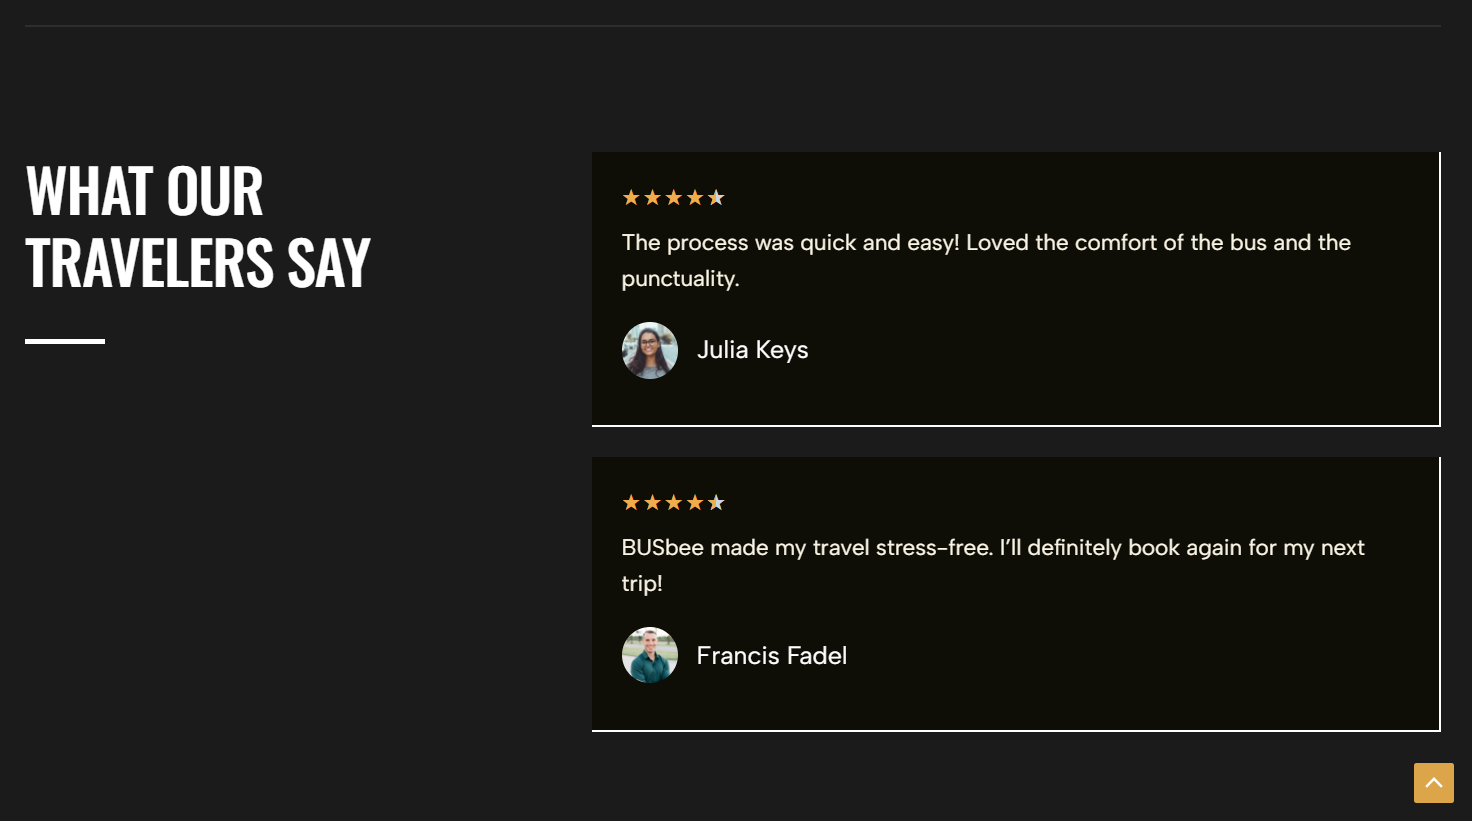 WHAT OUR
TRAVELERS SAY
The process was quick and easy! Loved the comfort of the bus and the
punctuality.
Julia Keys
BUSbee made my travel stress-free. I’ll definitely book again for my next
trip!
Francis Fadel